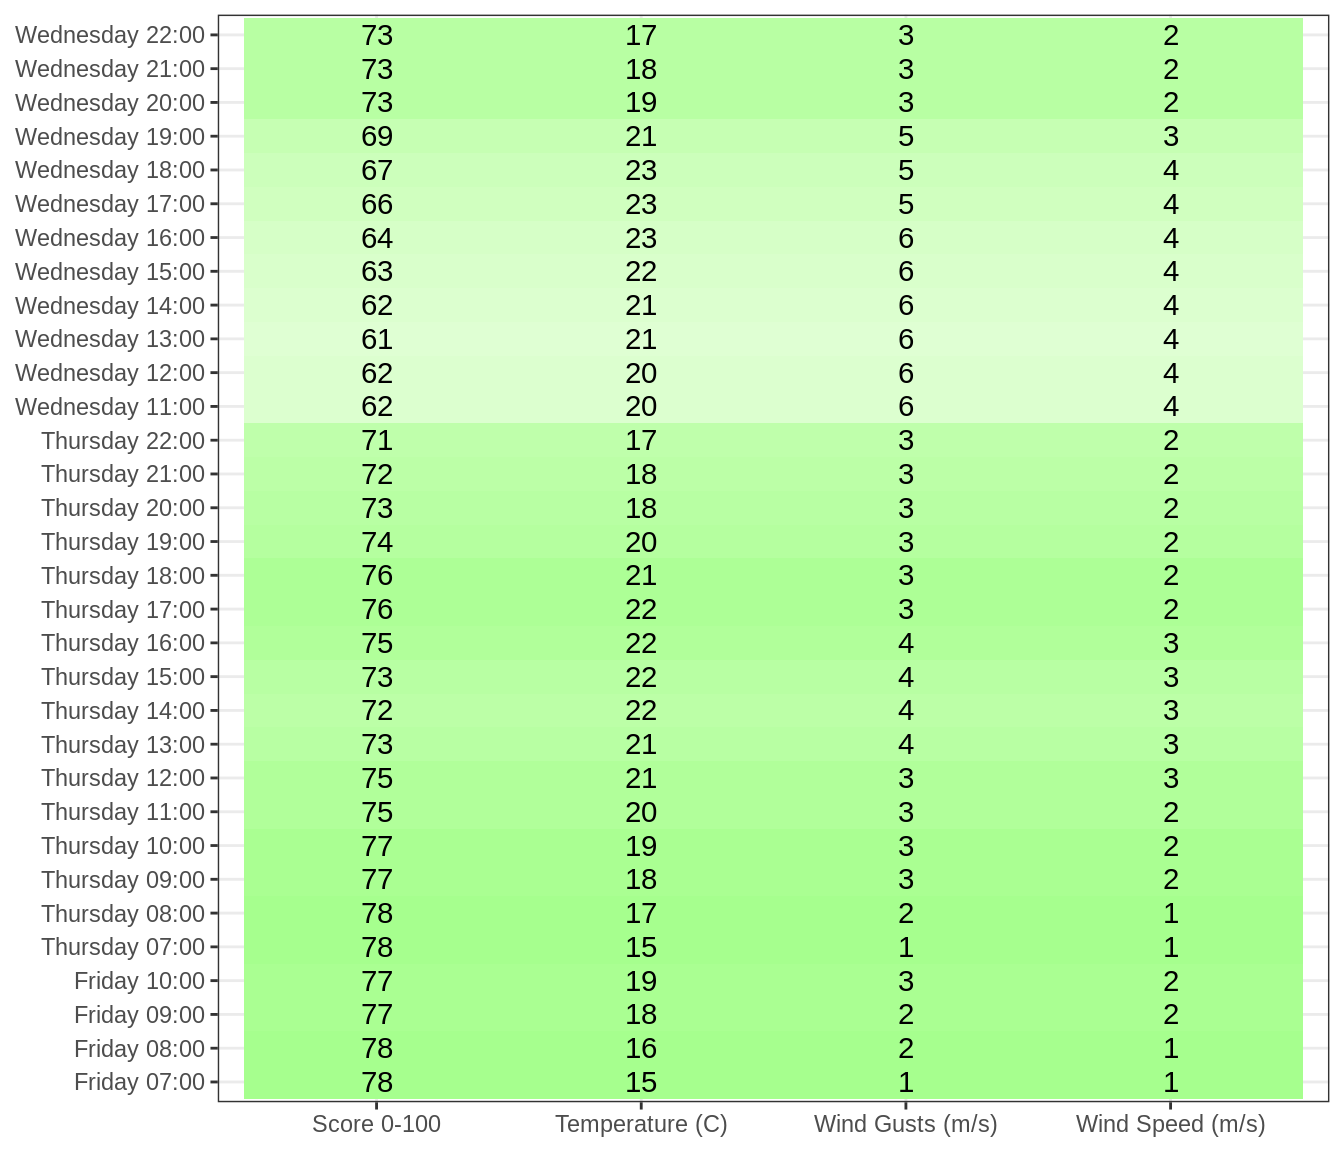 Wednesday 22:00 73 17 3 2
Wednesday 21:00 73 18 3 2
Wednesday 20:00 73 19 3 2
Wednesday 19:00 69 21 5 3
Wednesday 18:00 67 23 5 4
Wednesday 17:00 66 23 5 4
Wednesday 16:00 64 23 6 4
Wednesday 15:00 63 22 6 4
Wednesday 14:00 62 21 6 4
Wednesday 13:00 61 21 6 4
Wednesday 12:00 62 20 6 4
Wednesday 11:00 62 20 6 4
Thursday 22:00 71 17 3 2
Thursday 21:00 72 18 3 2
Thursday 20:00 73 18 3 2
Thursday 19:00 74 20 3 2
Thursday 18:00 76 21 3 2
Thursday 17:00 76 22 3 2
Thursday 16:00 75 22 4 3
Thursday 15:00 73 22 4 3
Thursday 14:00 72 22 4 3
Thursday 13:00 73 21 4 3
Thursday 12:00 75 21 3 3
Thursday 11:00 75 20 3 2
Thursday 10:00 77 19 3 2
Thursday 09:00 77 18 3 2
Thursday 08:00 78 17 2 1
Thursday 07:00 78 15 1 1
Friday 10:00 77 19 3 2
Friday 09:00 77 18 2 2
Friday 08:00 78 16 2 1
Friday 07:00 78 15 1 1
Score 0-100 Temperature (C) Wind Gusts (m/s) Wind Speed (m/s)